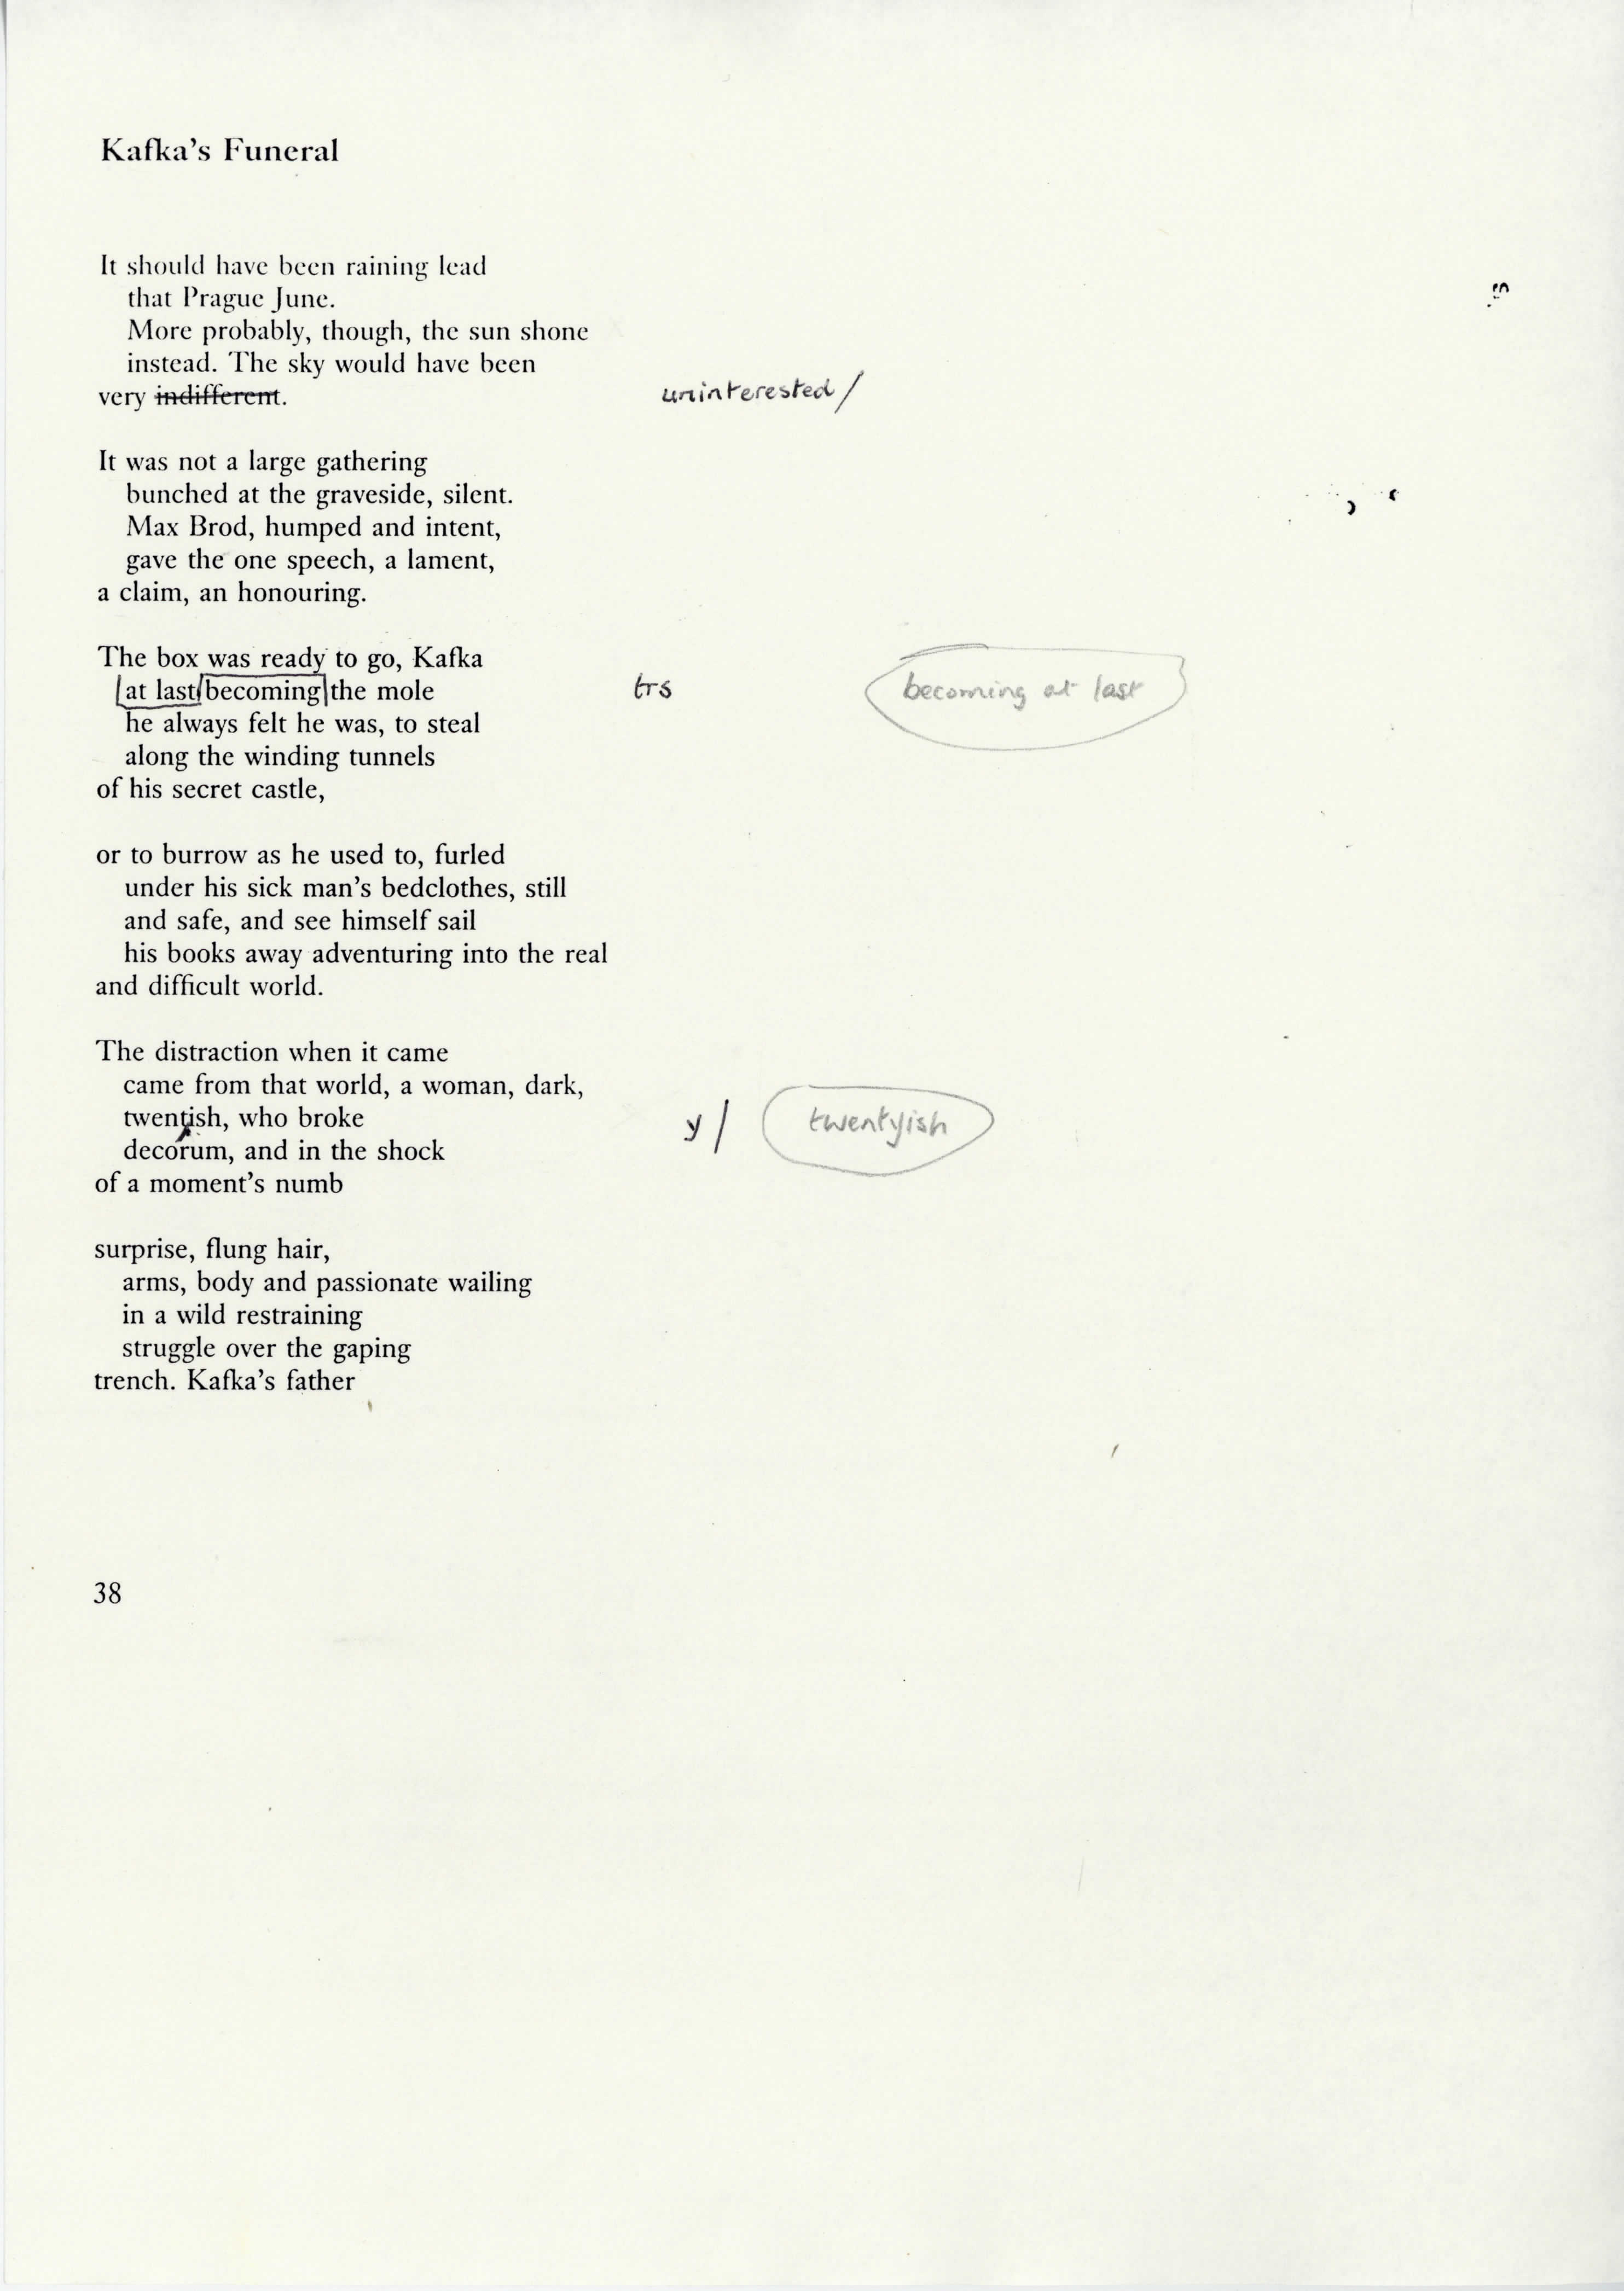 Kafka's Funeral
It should have been raining lead
that Prague June.
More probably, though, the sun shone
instead. The sky would have been
very indifferent. uninterested/
It was not a large gathering
bunched at the graveside, silent.
Max Brod, humped and intent,
gave the one speech, a lament,
a claim, an honouring.
The box was ready to go, Kafka
at last becoming the mole trs becoming at last
he always felt he was, to steal
along the winding tunnels
of his secret castle,
or to burrow as he used to, furled
under his sick man's bedclothes, still
and safe, and see himself sail
his books away adventuring into the real
and difficult world.
The distraction when it came
came from that world, a woman, dark,
twentish, who broke y/ twentyish
decorum, and in the shock
of a moment's numb
surprise, flung hair,
arms, body and passionate wailing
in a wild restraining
struggle over the gaping
trench. Kafka's father
38